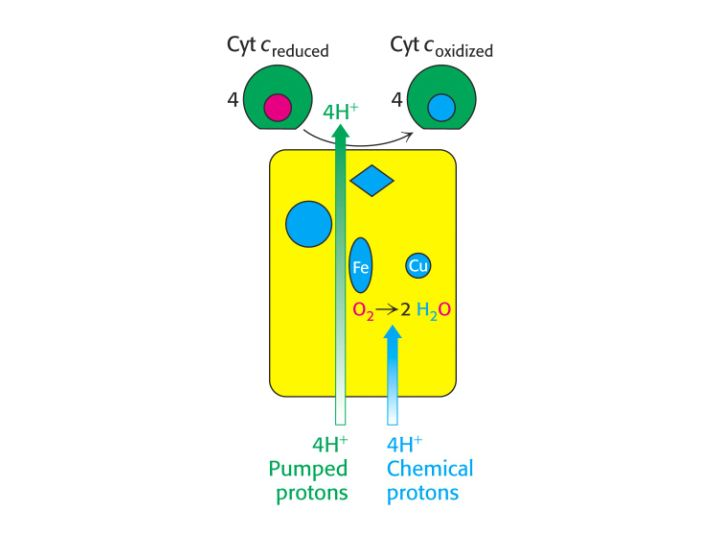 Cyt c reduced
Cyt c oxidized
4
4H⁺
4
Fe
Cu
O₂→2 H₂O
4H⁺
Pumped
protons
4H⁺
Chemical
protons